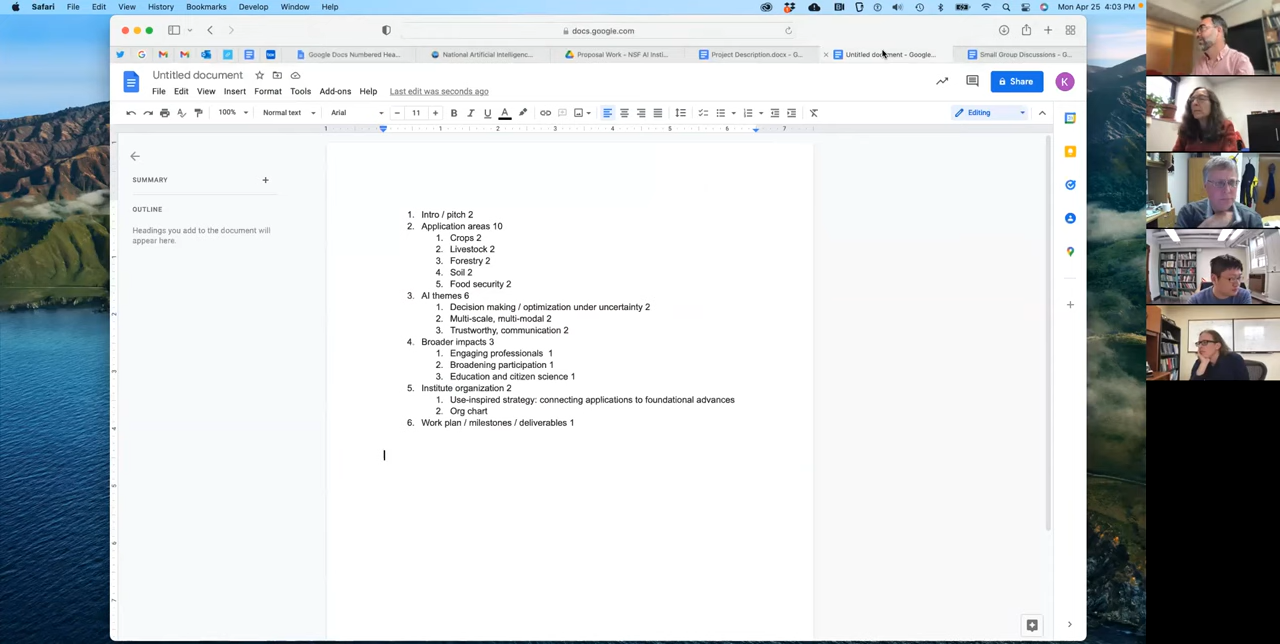 Safari File Edit View History Bookmarks Develop Window Help Mon Apr 25 4:03 PM
docs.google.com
Google Docs Numbered Hea... National Artificial Intelligenc... Proposal Work - NSF AI Insti... Project Description.docx - G... Untitled document - Google... Small Group Discussions - G...
Untitled document
File Edit View Insert Format Tools Add-ons Help Last edit was seconds ago
Share K
100% Normal text Arial 11 B I U A Editing
1 1 2 3 4 5 6 7
SUMMARY
OUTLINE
Headings you add to the document will
appear here.
1. Intro / pitch 2
2. Application areas 10
1. Crops 2
2. Livestock 2
3. Forestry 2
4. Soil 2
5. Food security 2
3. AI themes 6
1. Decision making / optimization under uncertainty 2
2. Multi-scale, multi-modal 2
3. Trustworthy, communication 2
4. Broader impacts 3
1. Engaging professionals 1
2. Broadening participation 1
3. Education and citizen science 1
5. Institute organization 2
1. Use-inspired strategy: connecting applications to foundational advances
2. Org chart
6. Work plan / milestones / deliverables 1